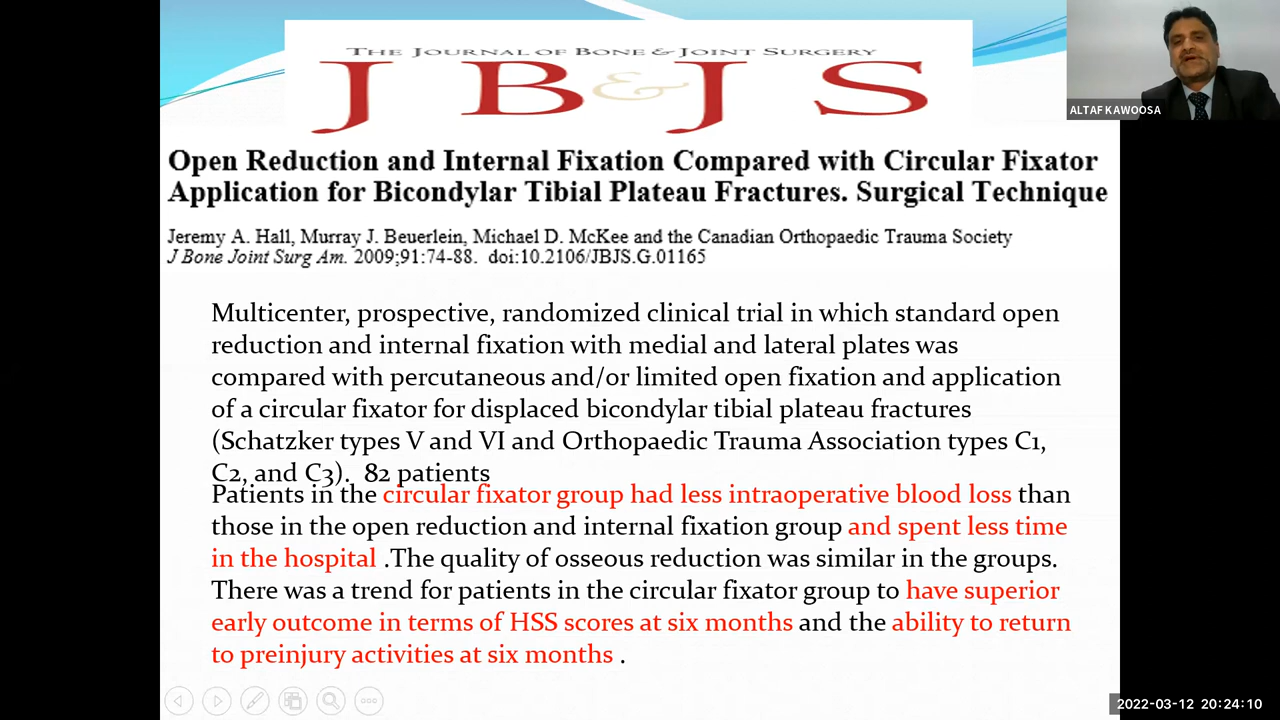 THE JOURNAL OF BONE & JOINT SURGERY
J B & J S
ALTAF KAWOOSA
Open Reduction and Internal Fixation Compared with Circular Fixator
Application for Bicondylar Tibial Plateau Fractures. Surgical Technique
Jeremy A. Hall, Murray J. Beuerlein, Michael D. McKee and the Canadian Orthopaedic Trauma Society
J Bone Joint Surg Am. 2009;91:74-88. doi:10.2106/JBJS.G.01165
Multicenter, prospective, randomized clinical trial in which standard open
reduction and internal fixation with medial and lateral plates was
compared with percutaneous and/or limited open fixation and application
of a circular fixator for displaced bicondylar tibial plateau fractures
(Schatzker types V and VI and Orthopaedic Trauma Association types C1,
C2, and C3). 82 patients
Patients in the circular fixator group had less intraoperative blood loss than
those in the open reduction and internal fixation group and spent less time
in the hospital .The quality of osseous reduction was similar in the groups.
There was a trend for patients in the circular fixator group to have superior
early outcome in terms of HSS scores at six months and the ability to return
to preinjury activities at six months .
2022-03-12 20:24:10